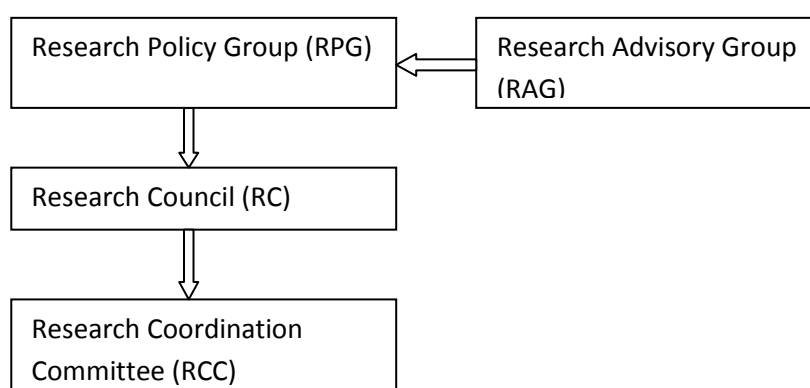 Research Policy Group (RPG)
Research Advisory Group
(RAG)
Research Council (RC)
Research Coordination
Committee (RCC)